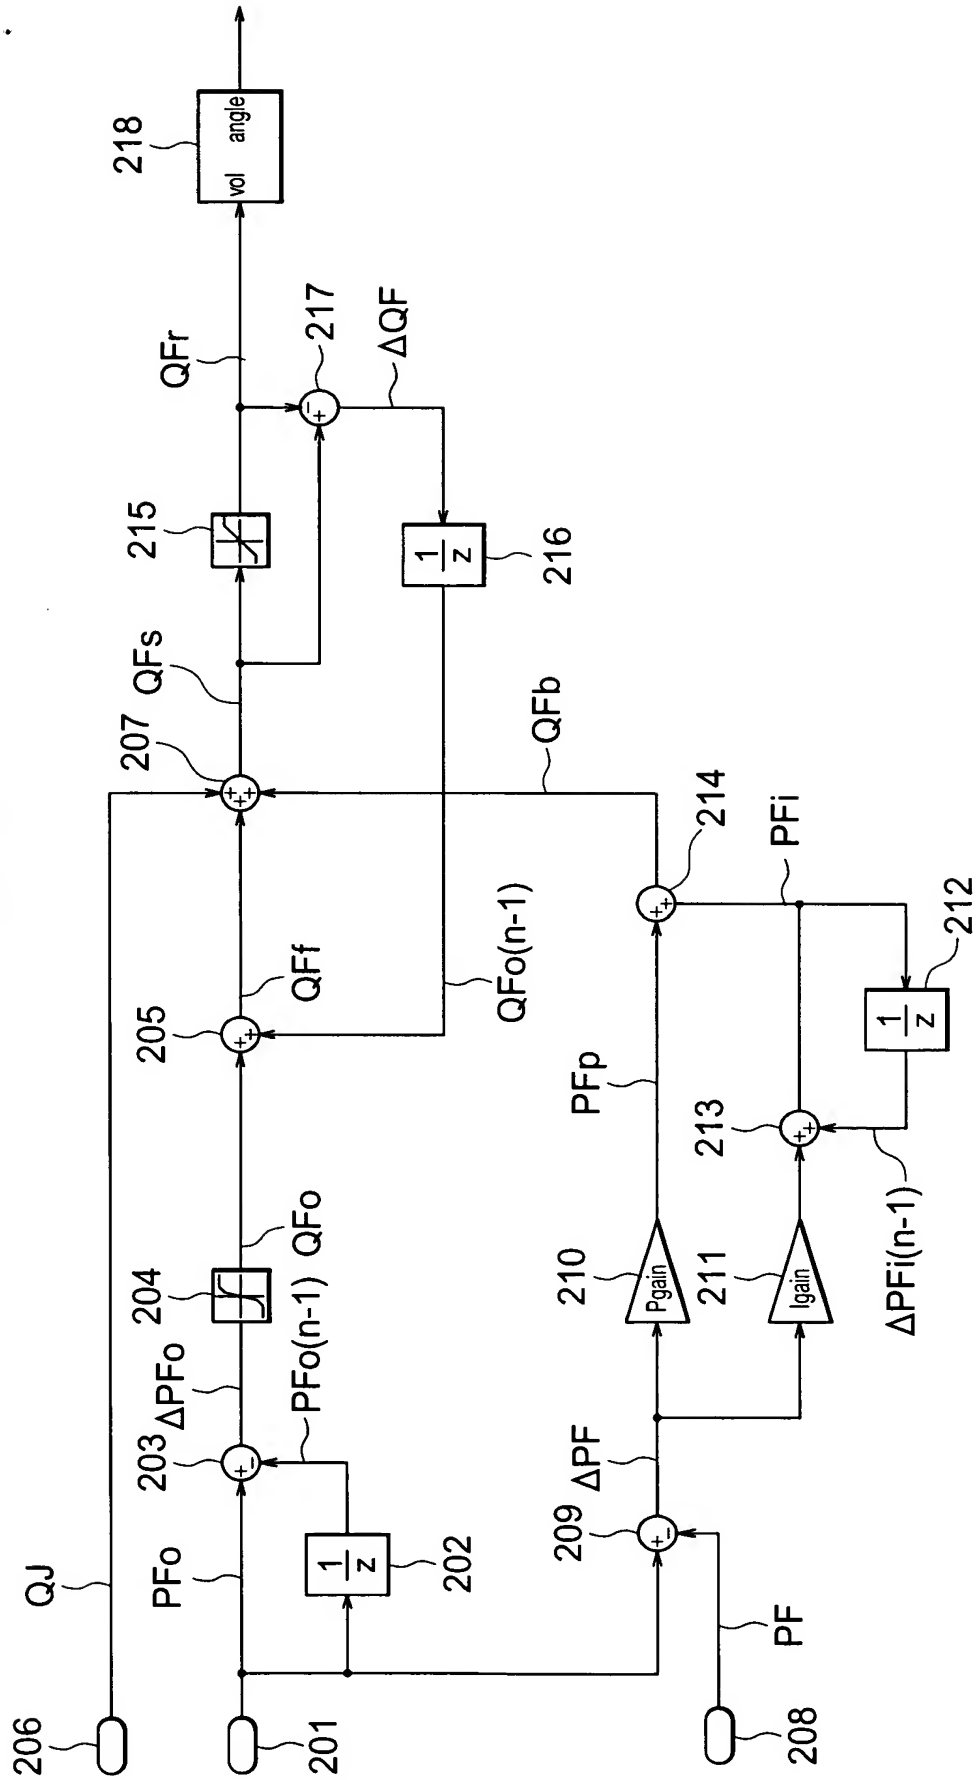 206
QJ
201
PFo
1
z
202
203
+
-
ΔPFo
PFo(n-1)
204
QFo
205
+
+
QFf
207
+
+
+
QFs
215
QFr
217
-
+
ΔQF
1
z
216
QFo(n-1)
218
vol angle
208
PF
209
+
-
ΔPF
210
Pgain
PFp
211
Igain
213
+
+
ΔPFi(n-1)
1
z
212
PFi
214
+
+
QFb